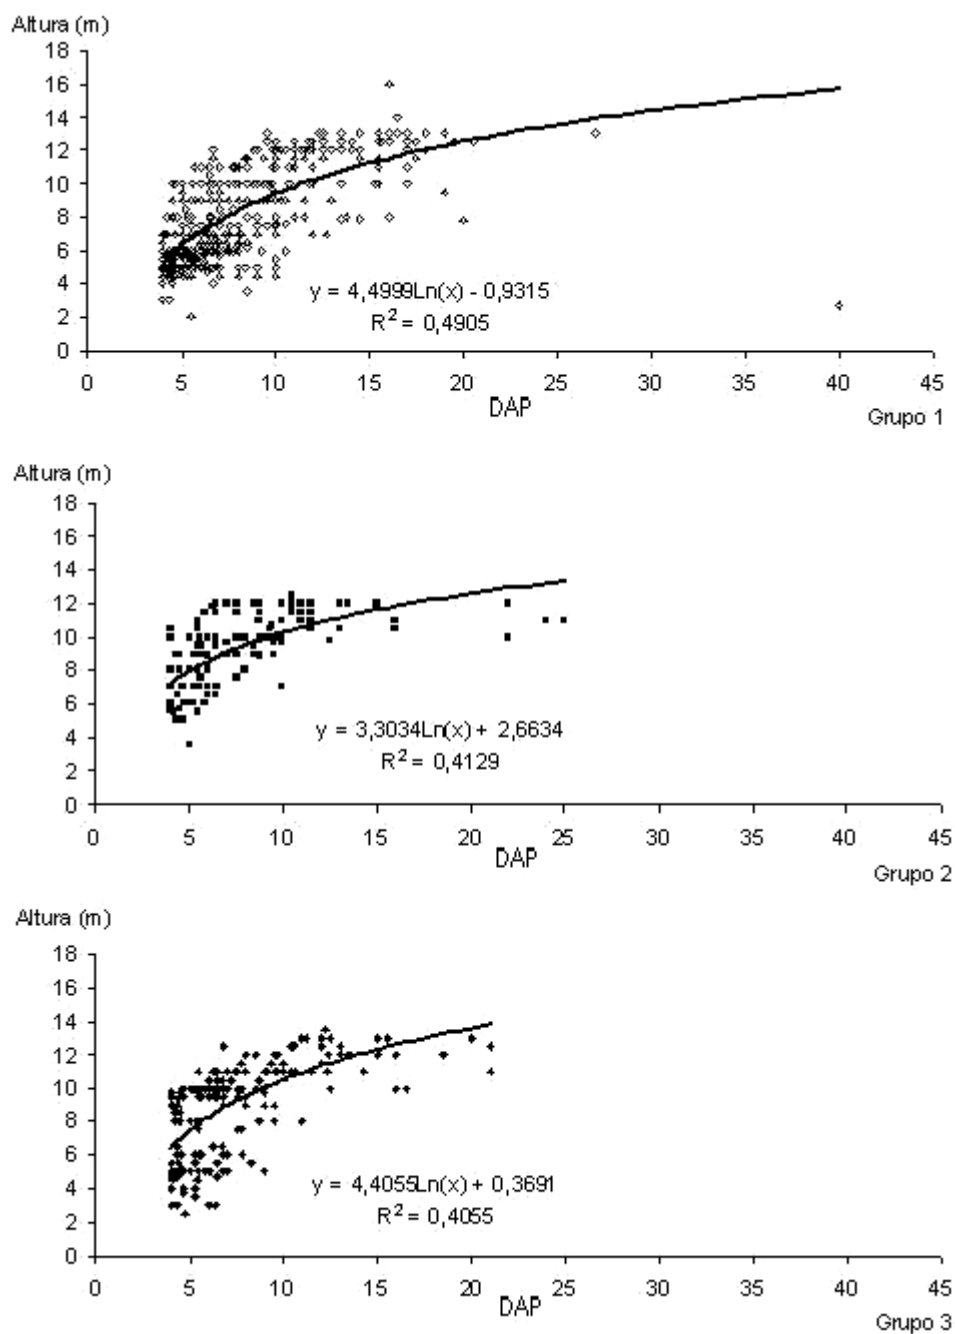 Altura (m)
18
16
14
12
10
8
6
4
2
0
y = 4,4999Ln(x) - 0,9315
R² = 0,4905
0 5 10 15 20 25 30 35 40 45
DAP
Grupo 1
Altura (m)
18
16
14
12
10
8
6
4
2
0
y = 3,3034Ln(x) + 2,6634
R² = 0,4129
0 5 10 15 20 25 30 35 40 45
DAP
Grupo 2
Altura (m)
18
16
14
12
10
8
6
4
2
0
y = 4,4055Ln(x) + 0,3691
R² = 0,4055
0 5 10 15 20 25 30 35 40 45
DAP
Grupo 3